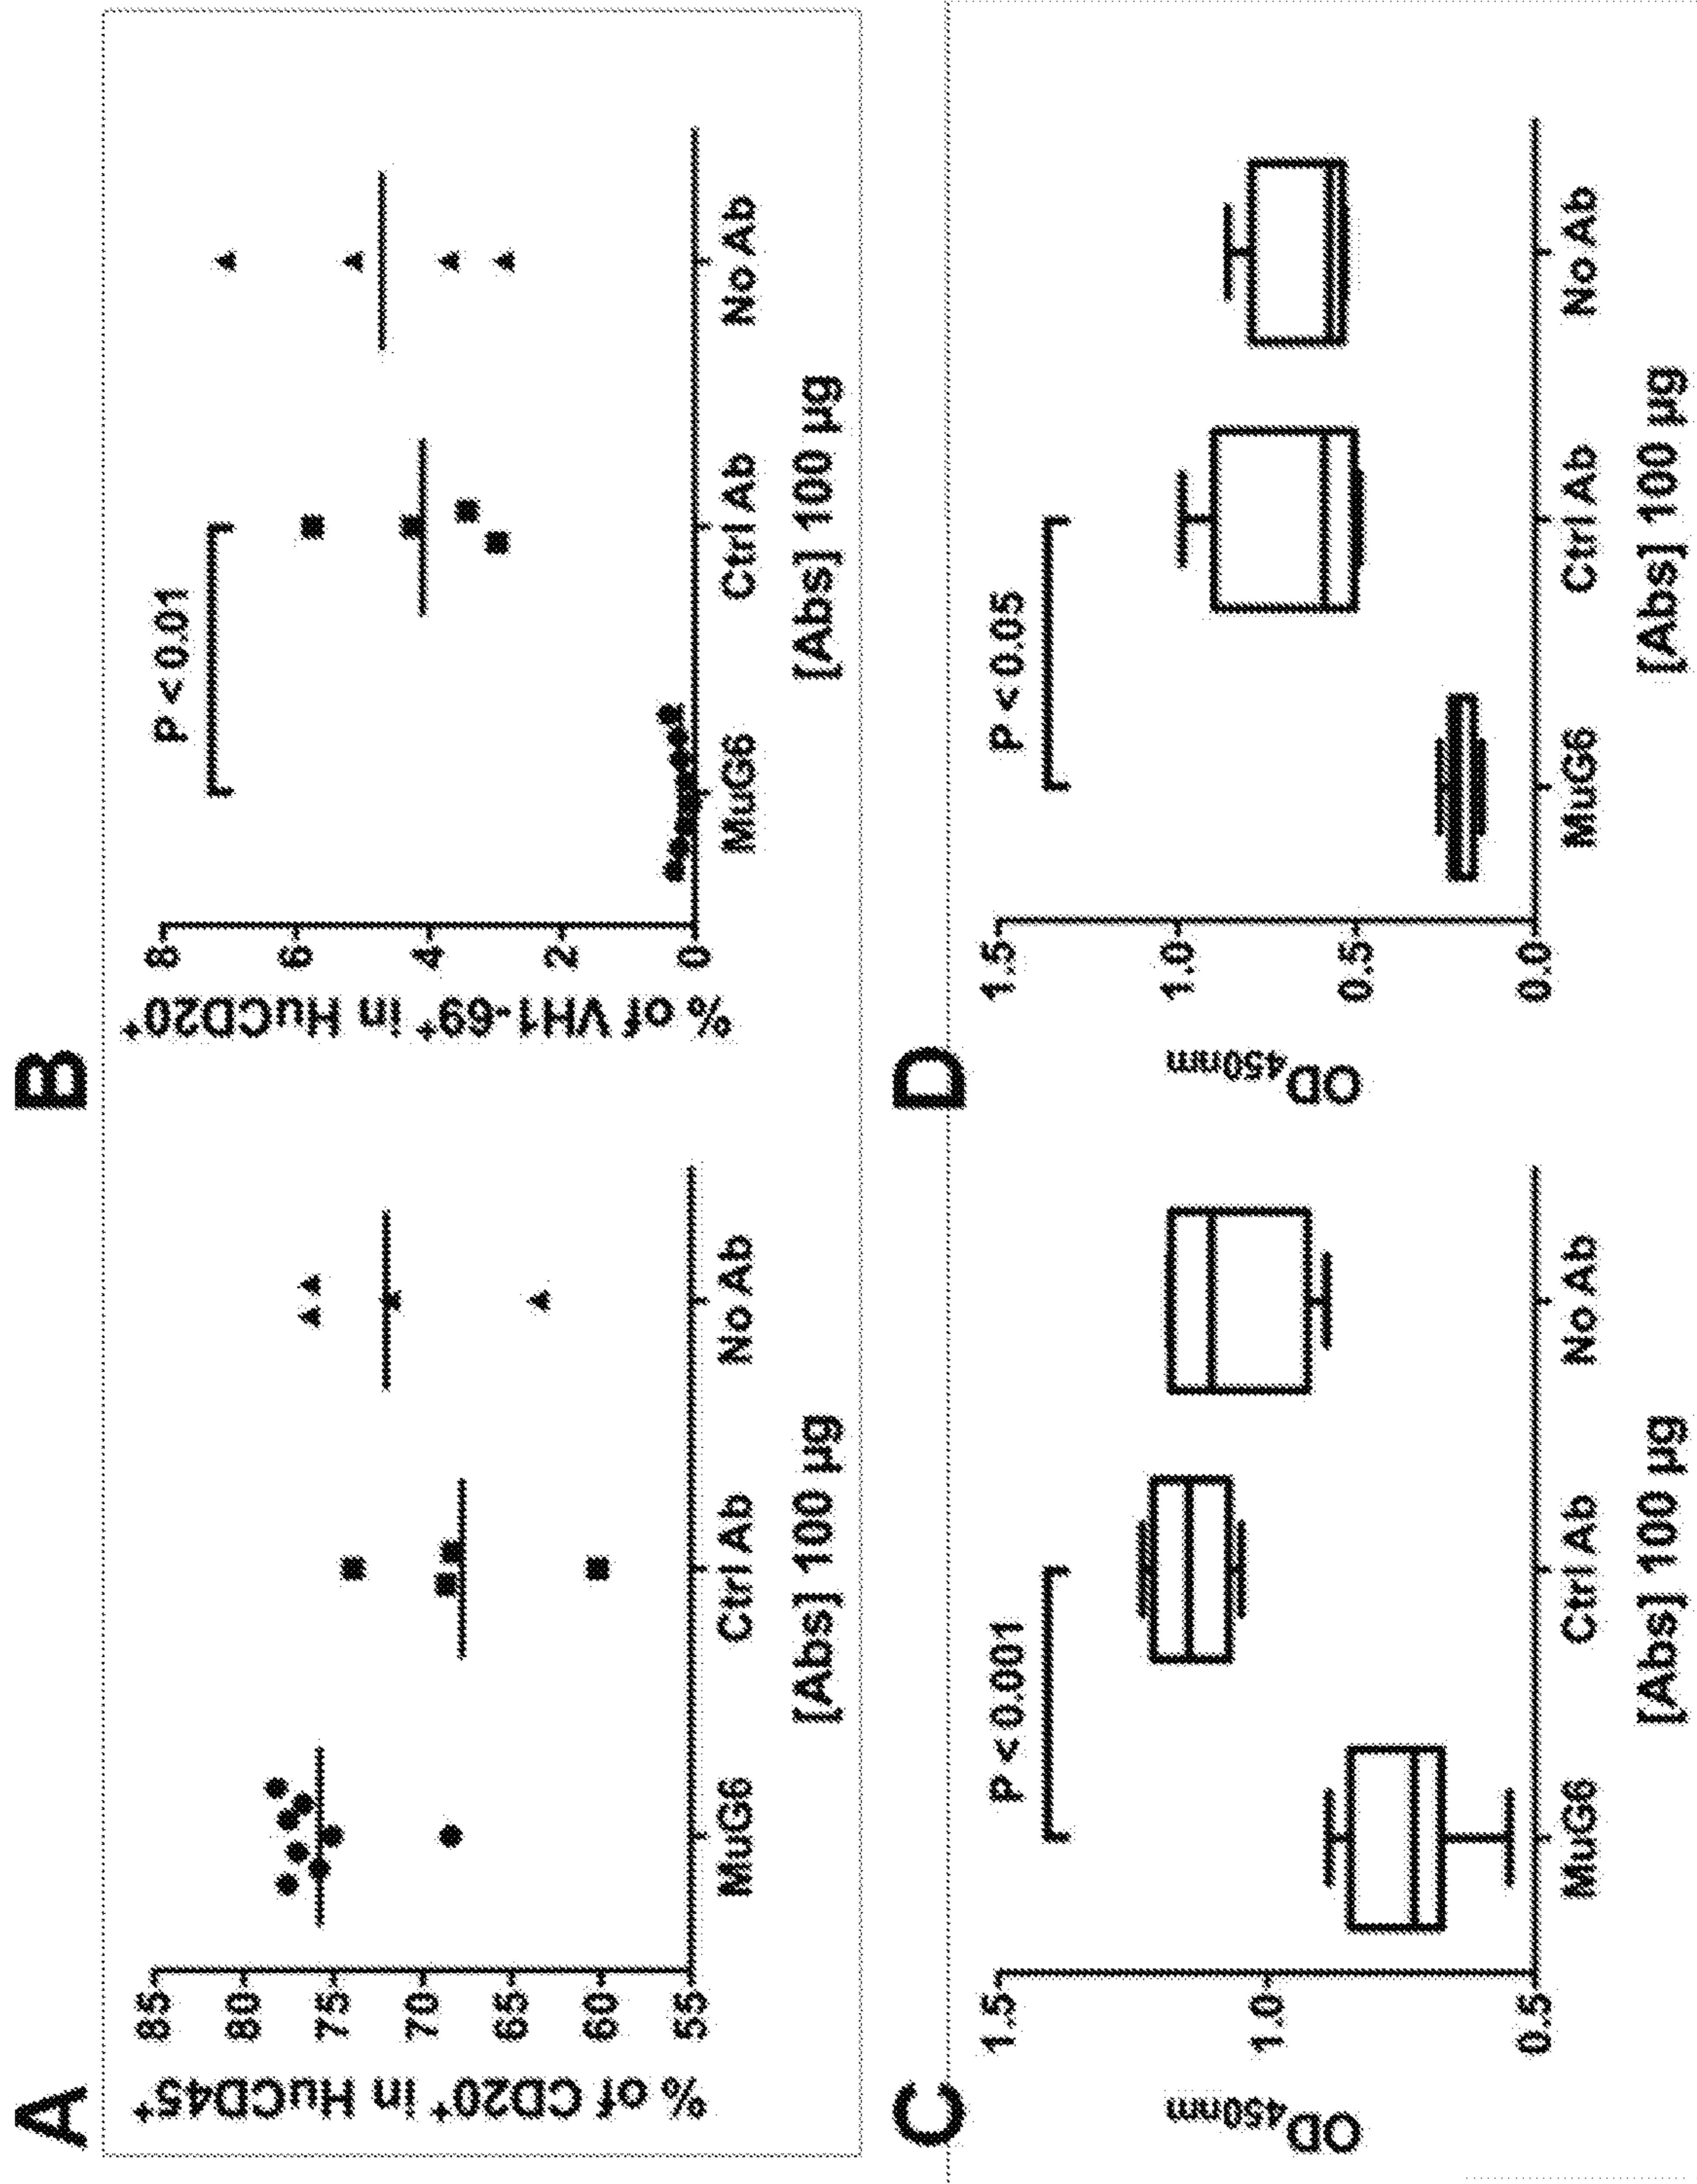 A
% of CD20⁺ in HuCD45⁺
85
80
75
70
65
60
55
MuG6
Ctrl Ab
No Ab
[Abs] 100 µg
B
% of VH1-69⁺ in HuCD20⁺
8
6
4
2
0
P < 0.01
MuG6
Ctrl Ab
No Ab
[Abs] 100 µg
C
OD₄₅₀ₙₘ
1.5
1.0
0.5
P < 0.001
MuG6
Ctrl Ab
No Ab
[Abs] 100 µg
D
OD₄₅₀ₙₘ
1.5
1.0
0.5
0.0
P < 0.05
MuG6
Ctrl Ab
No Ab
[Abs] 100 µg